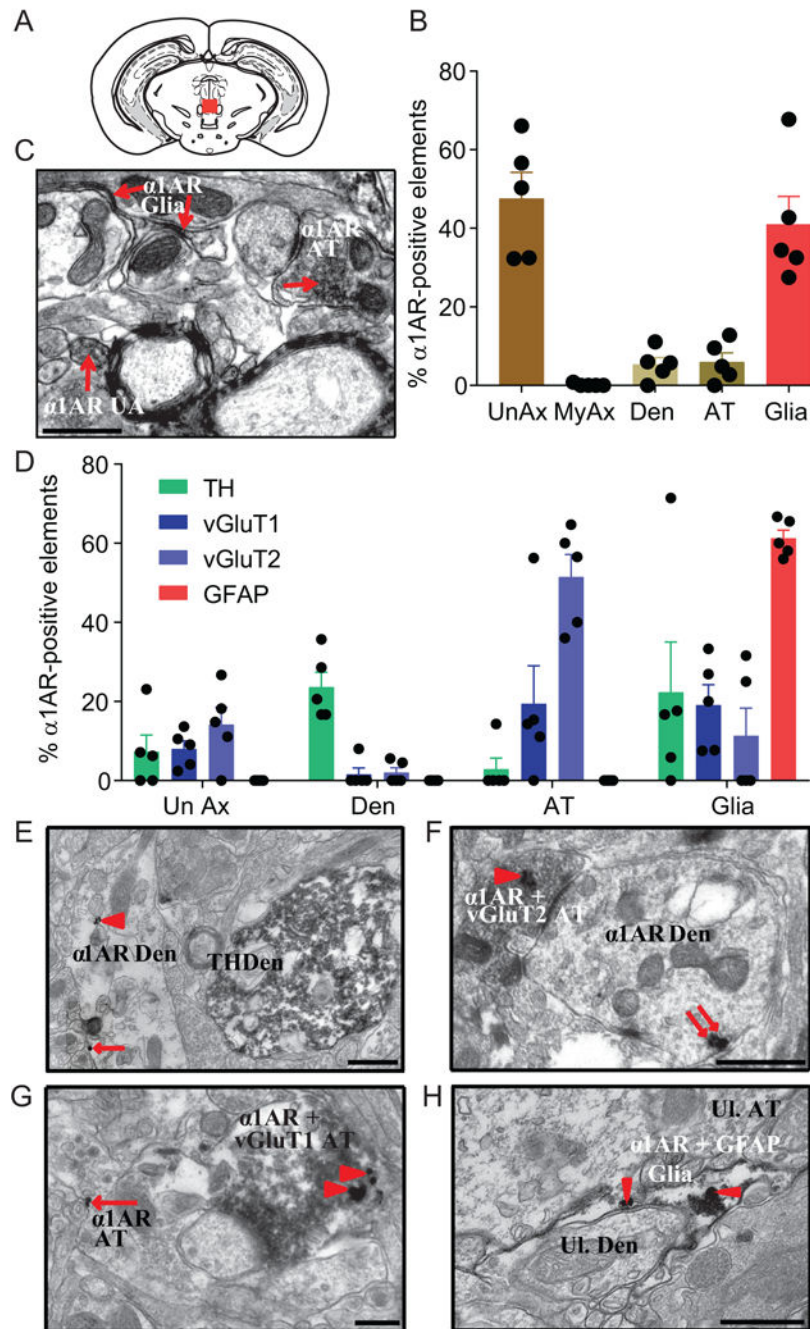 A
B
% α1AR-positive elements
80
60
40
20
0
UnAx MyAx Den AT Glia
C
α1AR
Glia
α1AR
AT
α1AR UA
D
% α1AR-positive elements
80
60
40
20
0
TH
vGluT1
vGluT2
GFAP
Un Ax Den AT Glia
E
α1AR Den
THDen
F
α1AR +
vGluT2 AT
α1AR Den
G
α1AR +
vGluT1 AT
α1AR
AT
H
Ul. AT
α1AR + GFAP
Glia
Ul. Den